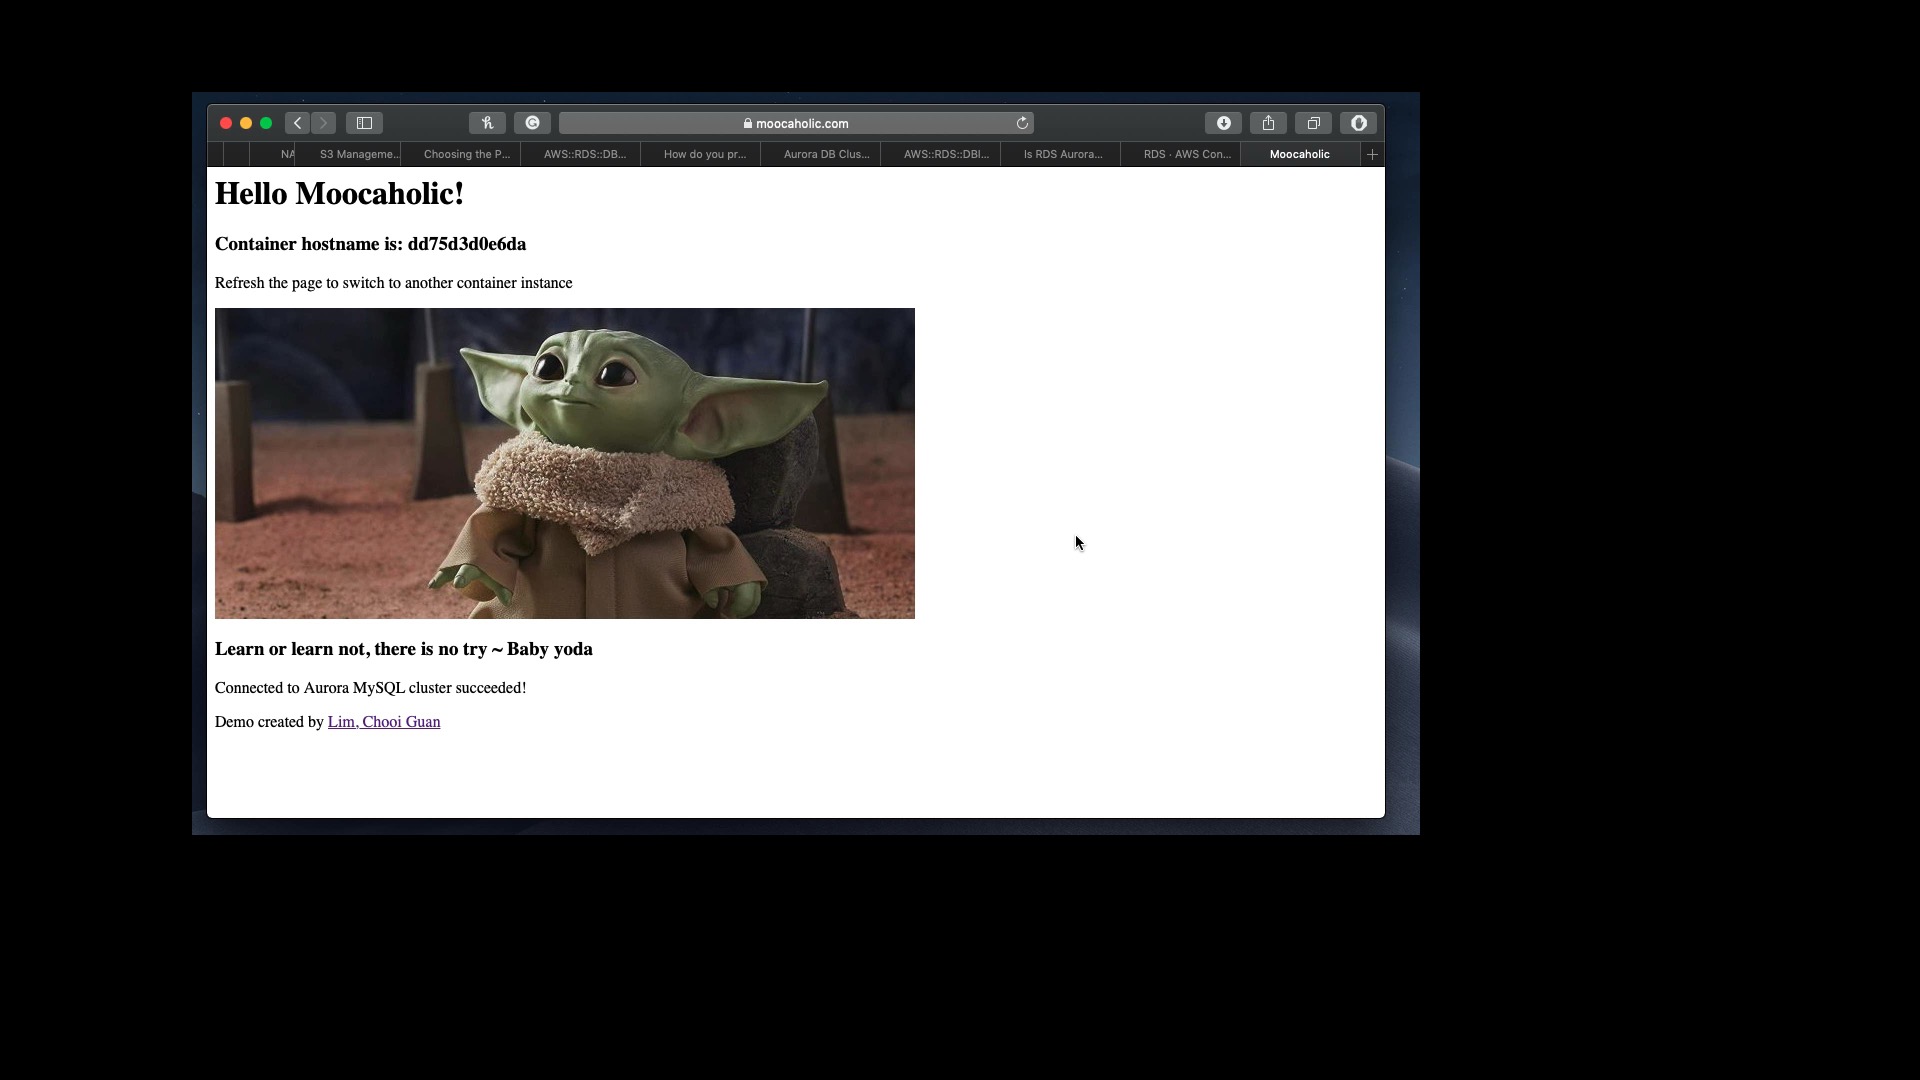 moocaholic.com
NA
S3 Manageme...
Choosing the P...
AWS::RDS::DB...
How do you pr...
Aurora DB Clus...
AWS::RDS::DBI...
Is RDS Aurora...
RDS · AWS Con...
Moocaholic
Hello Moocaholic!
Container hostname is: dd75d3d0e6da
Refresh the page to switch to another container instance
Learn or learn not, there is no try ~ Baby yoda
Connected to Aurora MySQL cluster succeeded!
Demo created by Lim, Chooi Guan